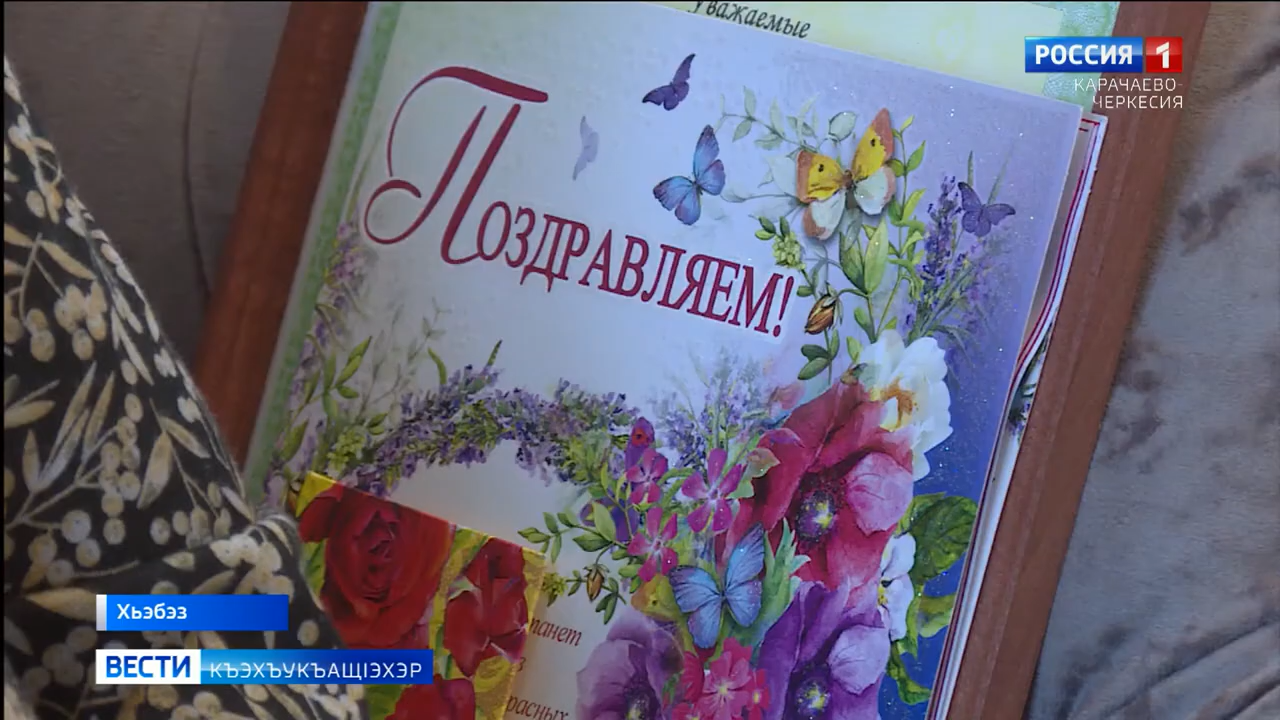 Уважаемые
РОССИЯ 1
КАРАЧАЕВО-
ЧЕРКЕСИЯ
ПОЗДРАВЛЯЕМ!
Хьэбэз
ВЕСТИ КЪЭХЪУКЪАЩIЭХЭР